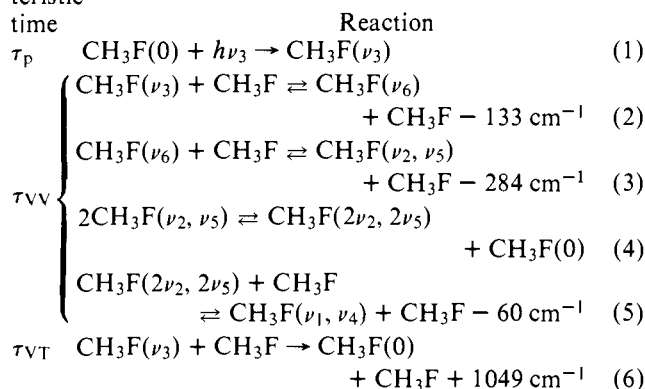 teristic
time Reaction
τp CH3F(0) + hν3 → CH3F(ν3) (1)
CH3F(ν3) + CH3F ⇌ CH3F(ν6)
+ CH3F − 133 cm−1 (2)
CH3F(ν6) + CH3F ⇌ CH3F(ν2, ν5)
+ CH3F − 284 cm−1 (3)
τVV
2CH3F(ν2, ν5) ⇌ CH3F(2ν2, 2ν5)
+ CH3F(0) (4)
CH3F(2ν2, 2ν5) + CH3F
⇌ CH3F(ν1, ν4) + CH3F − 60 cm−1 (5)
τVT CH3F(ν3) + CH3F → CH3F(0)
+ CH3F + 1049 cm−1 (6)